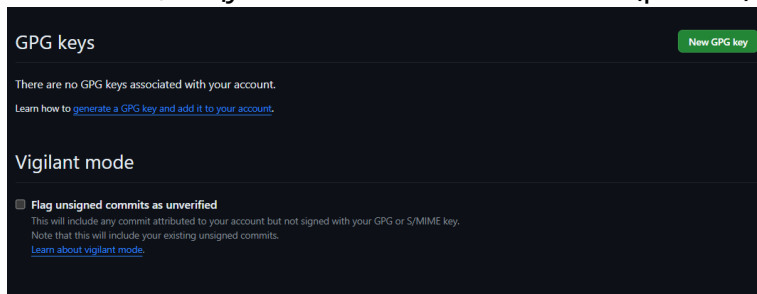 GPG keys
New GPG key
There are no GPG keys associated with your account.
Learn how to generate a GPG key and add it to your account.
Vigilant mode
Flag unsigned commits as unverified
This will include any commit attributed to your account but not signed with your GPG or S/MIME key.
Note that this will include your existing unsigned commits.
Learn about vigilant mode.